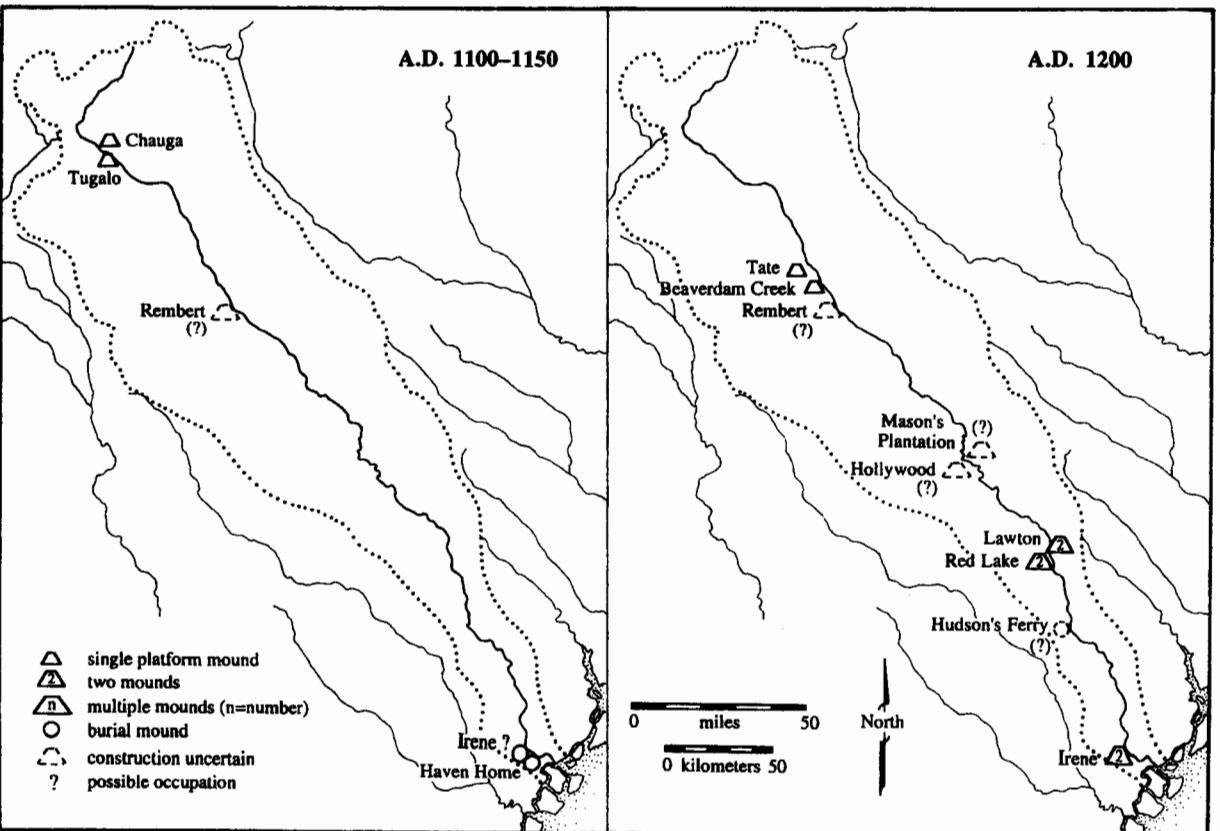 A.D. 1100–1150
Chauga
Tugalo
Rembert
(?)
Irene ?
Haven Home
2
n
single platform mound
two mounds
multiple mounds (n=number)
burial mound
construction uncertain
? possible occupation
A.D. 1200
Tate
Beaverdam Creek
Rembert
(?)
Mason's
Plantation
(?)
Hollywood
(?)
Lawton
2
Red Lake
2
Hudson's Ferry
(?)
Irene
2
0 miles 50
0 kilometers 50
North